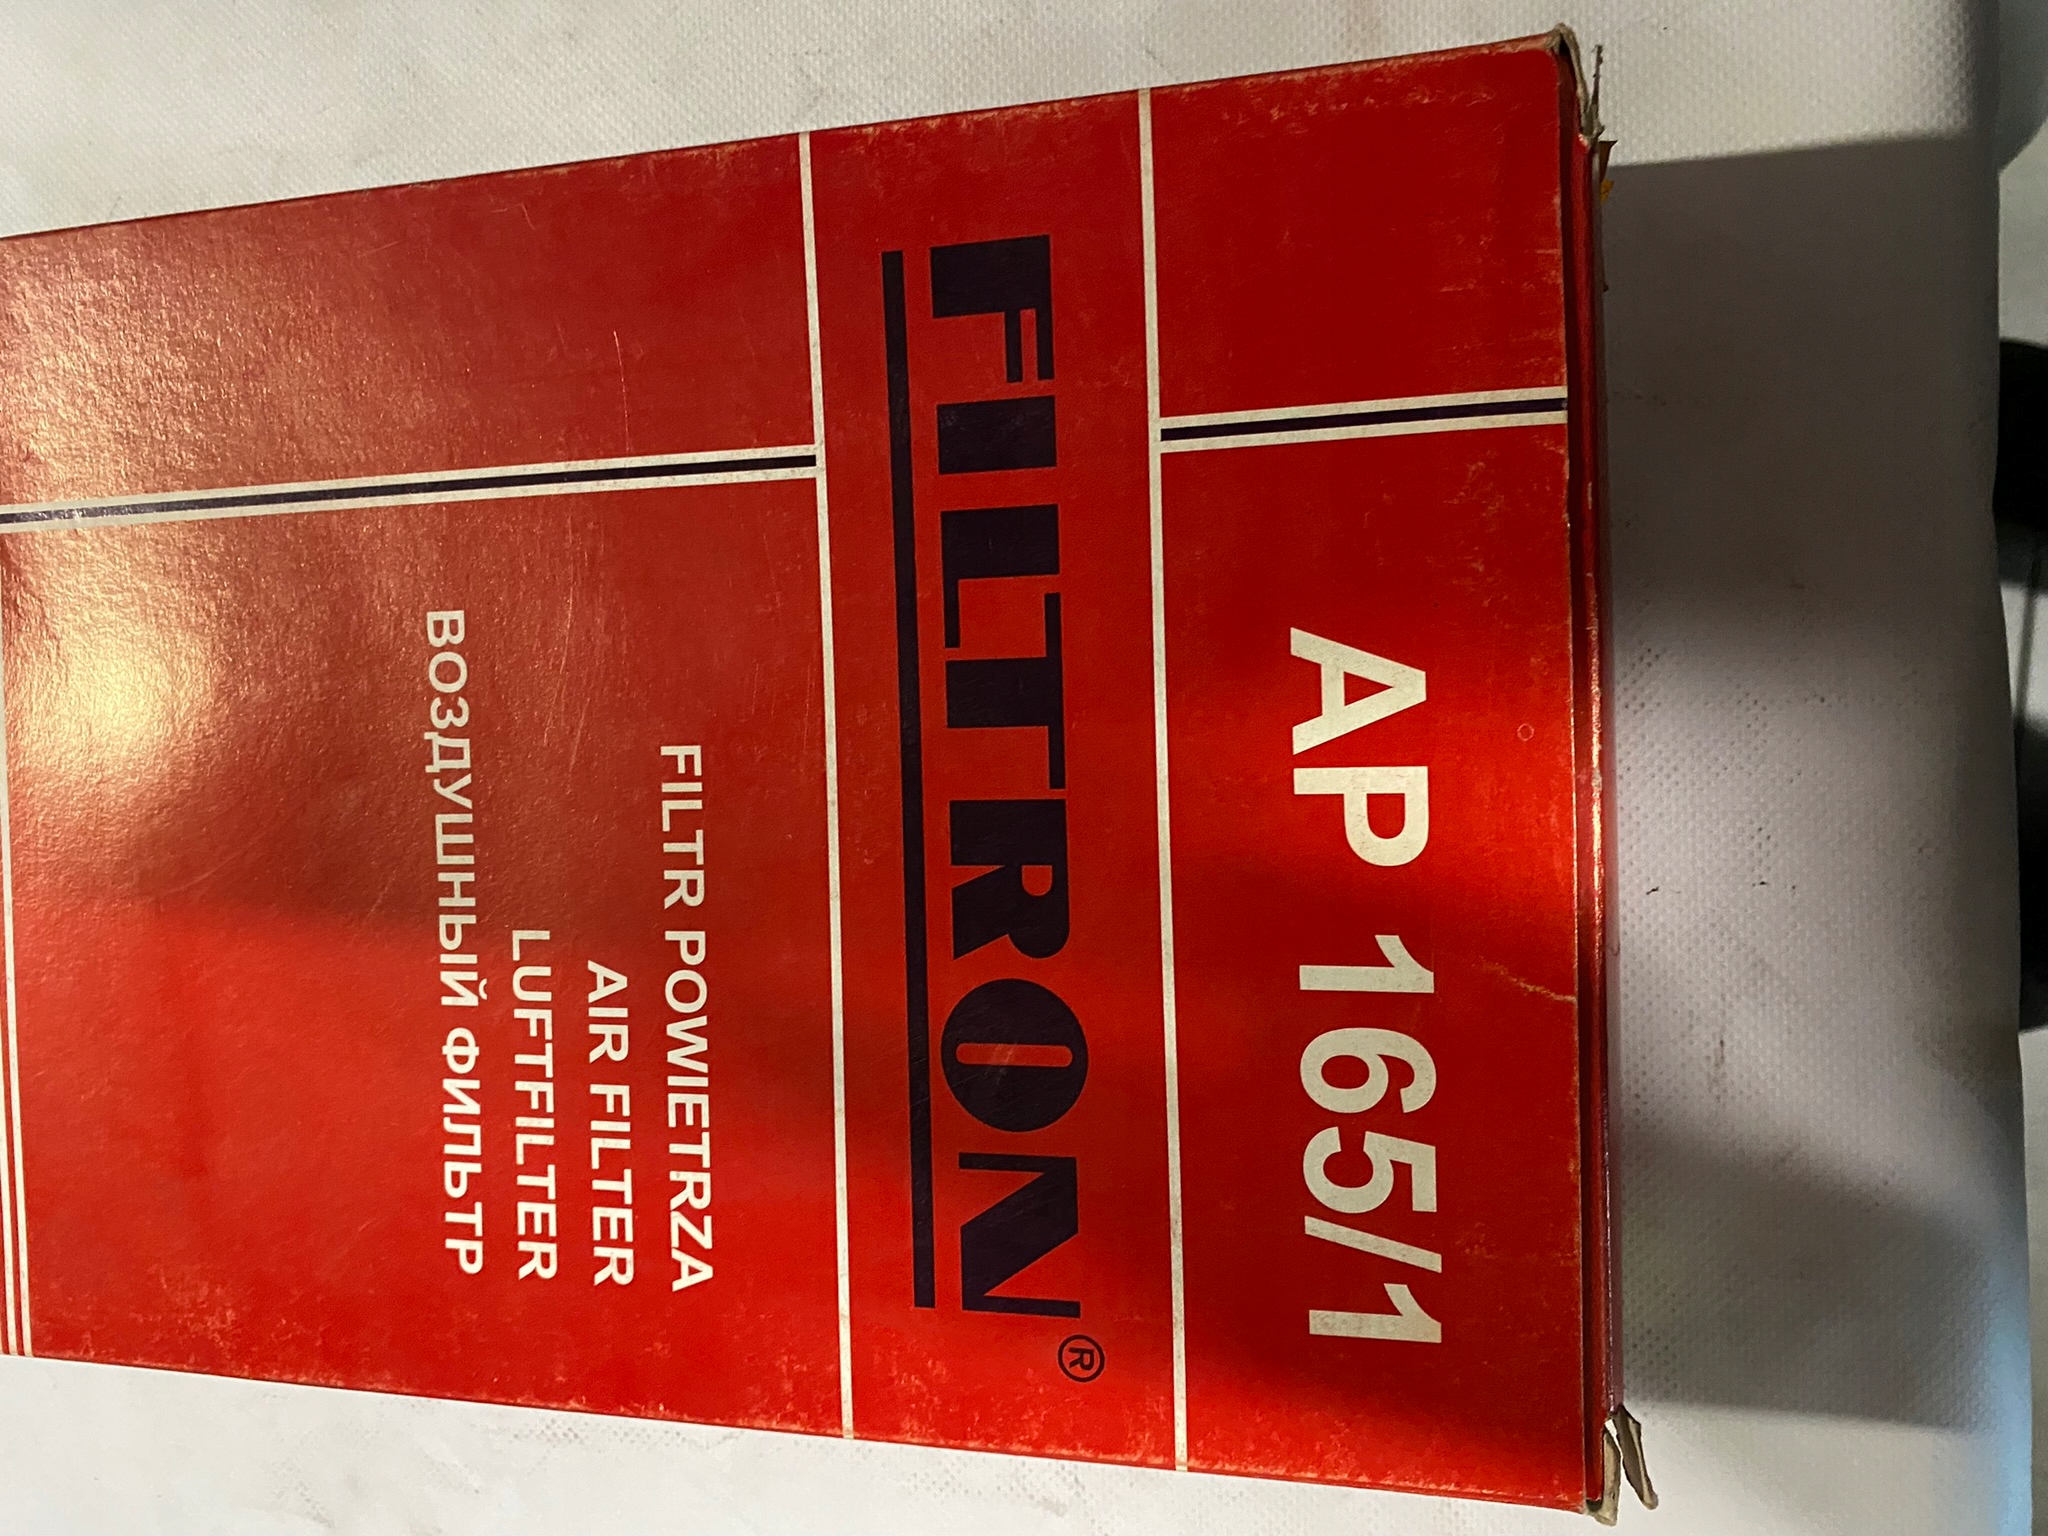 AP 165/1
FILTRON®
FILTR POWIETRZA
AIR FILTER
LUFTFILTER
ВОЗДУШНЫЙ ФИЛЬТР